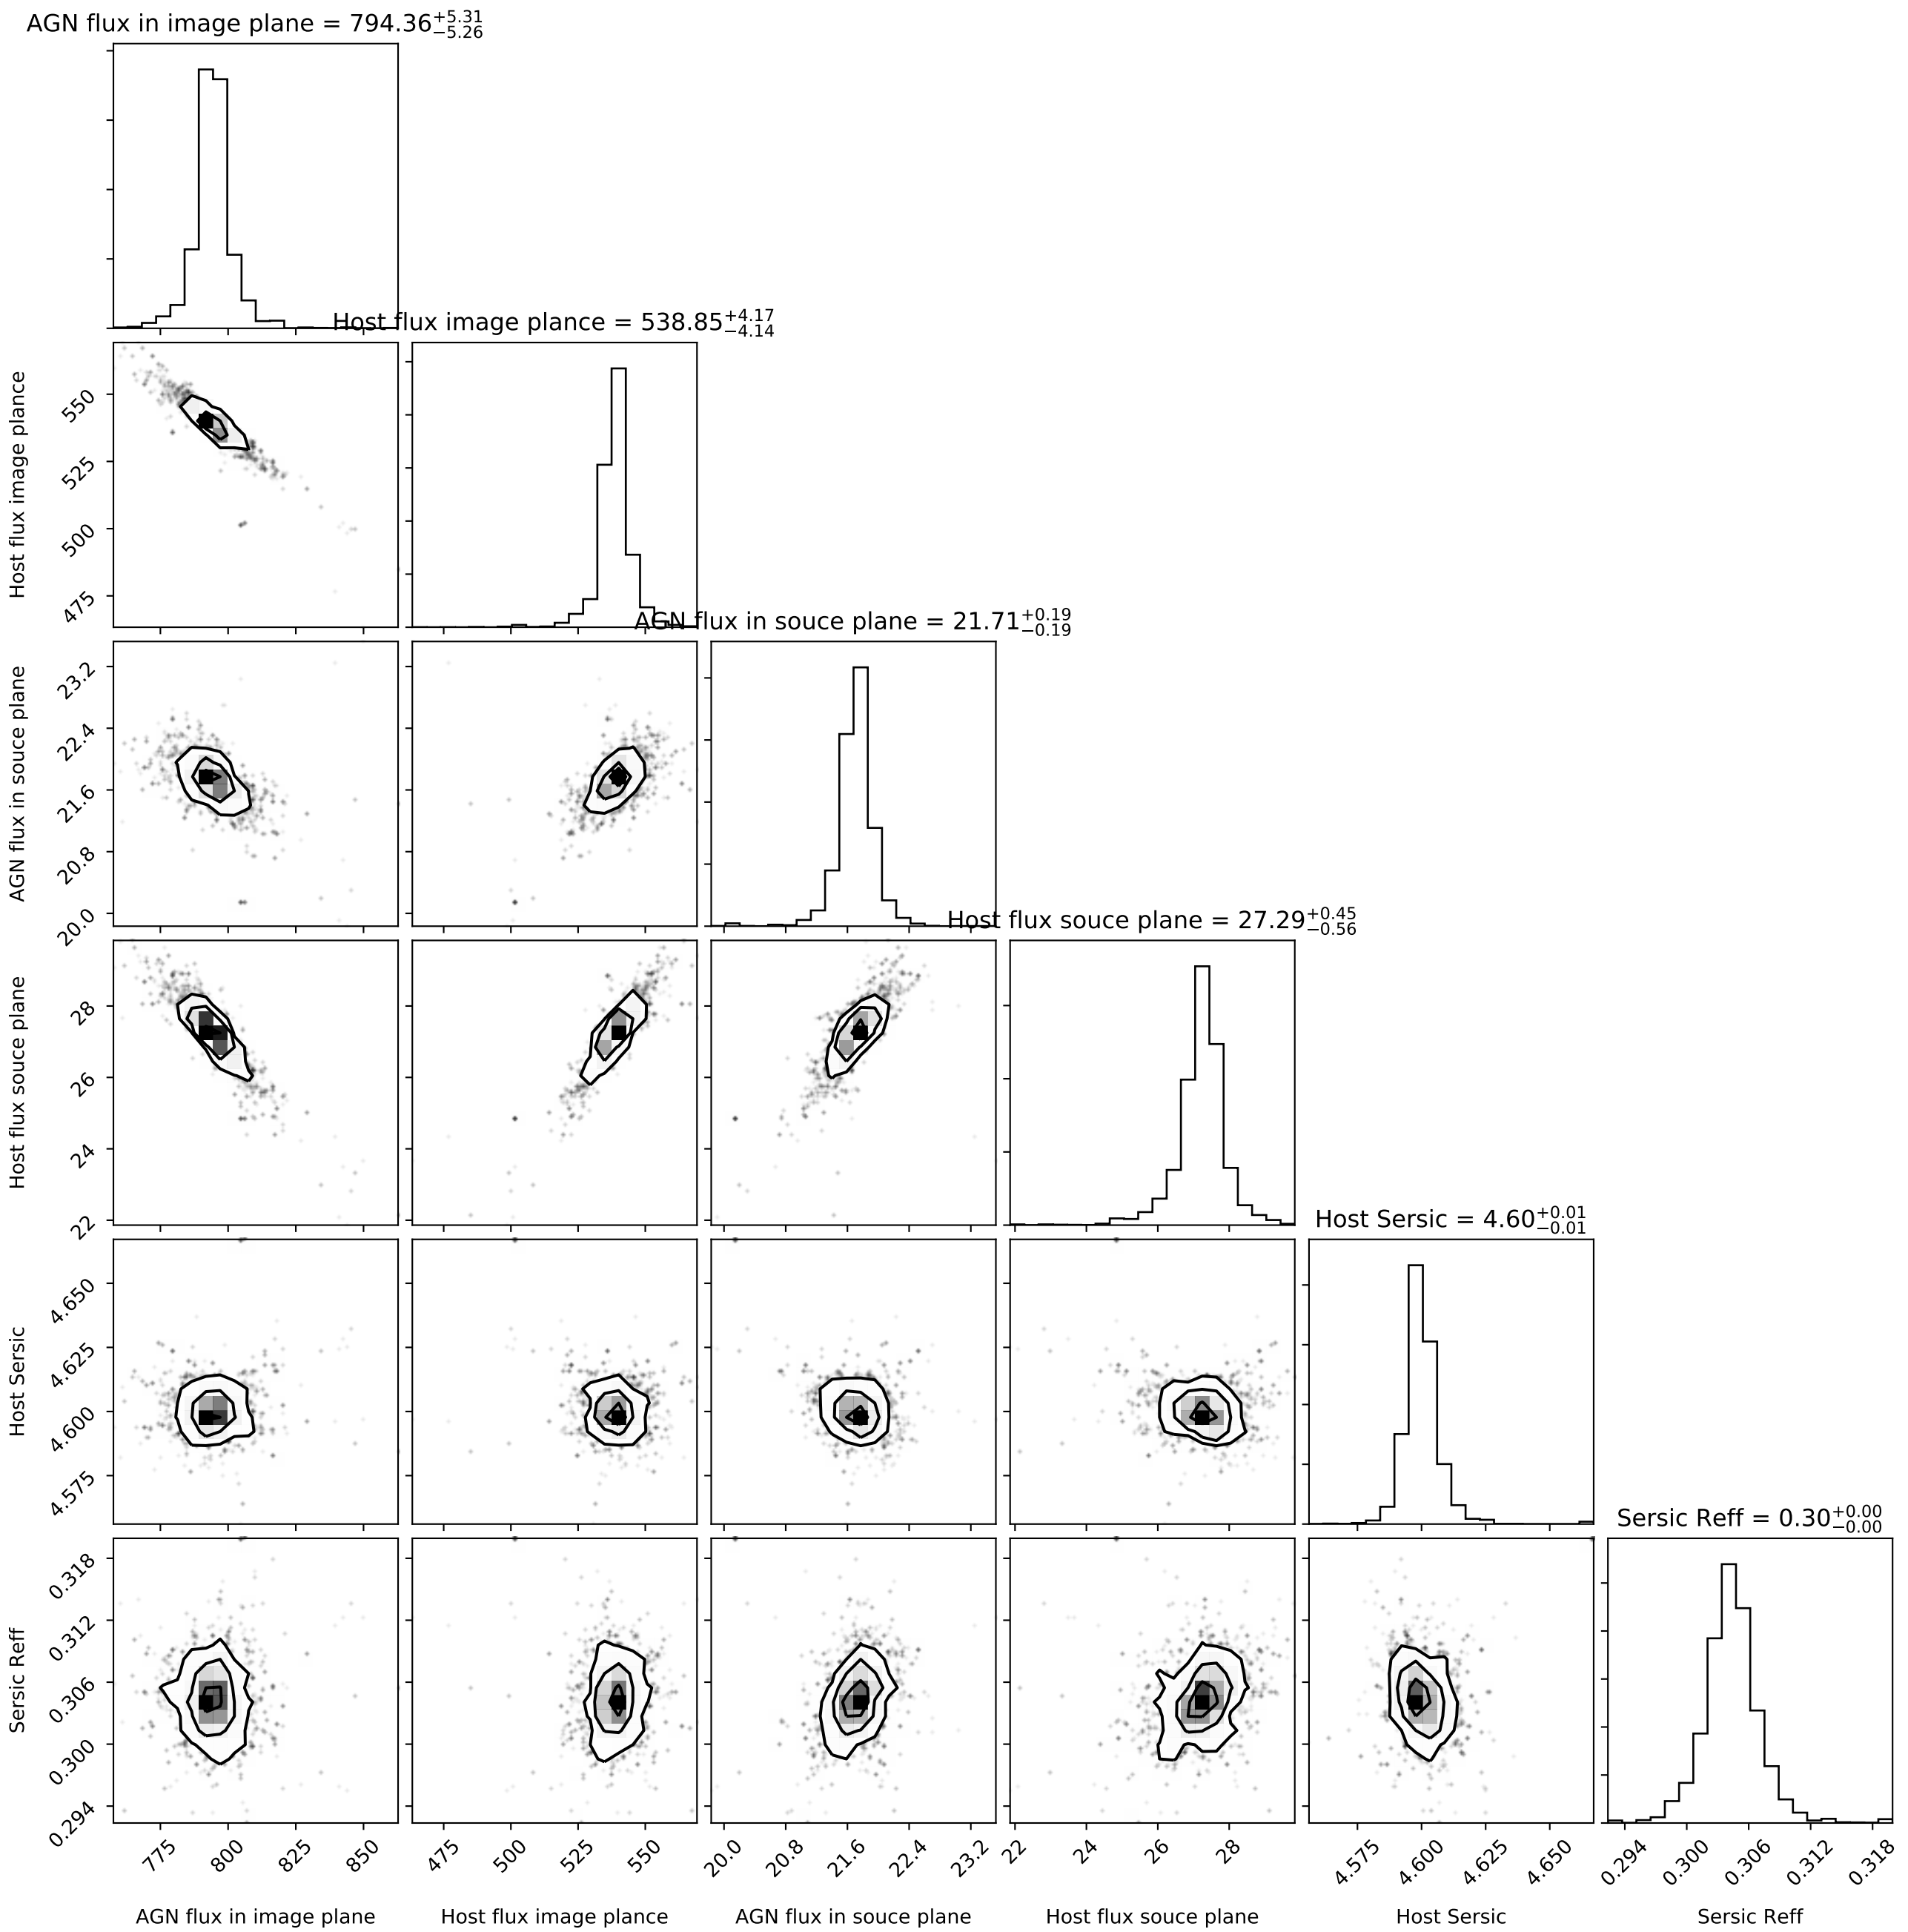 AGN flux in image plane = 794.36+5.31 −5.26
Host flux image plance = 538.85+4.17 −4.14
Host flux image plance
550
525
500
475
AGN flux in souce plane = 21.71+0.19 −0.19
AGN flux in souce plane
23.2
22.4
21.6
20.8
20.0
Host flux souce plane = 27.29+0.45 −0.56
Host flux souce plane
28
26
24
22
Host Sersic = 4.60+0.01 −0.01
Host Sersic
4.650
4.625
4.600
4.575
Sersic Reff = 0.30+0.00 −0.00
Sersic Reff
0.318
0.312
0.306
0.300
0.294
775 800 825 850 475 500 525 550 20.0 20.8 21.6 22.4 23.2 22 24 26 28 4.575 4.600 4.625 4.650 0.294 0.300 0.306 0.312 0.318
AGN flux in image plane Host flux image plance AGN flux in souce plane Host flux souce plane Host Sersic Sersic Reff